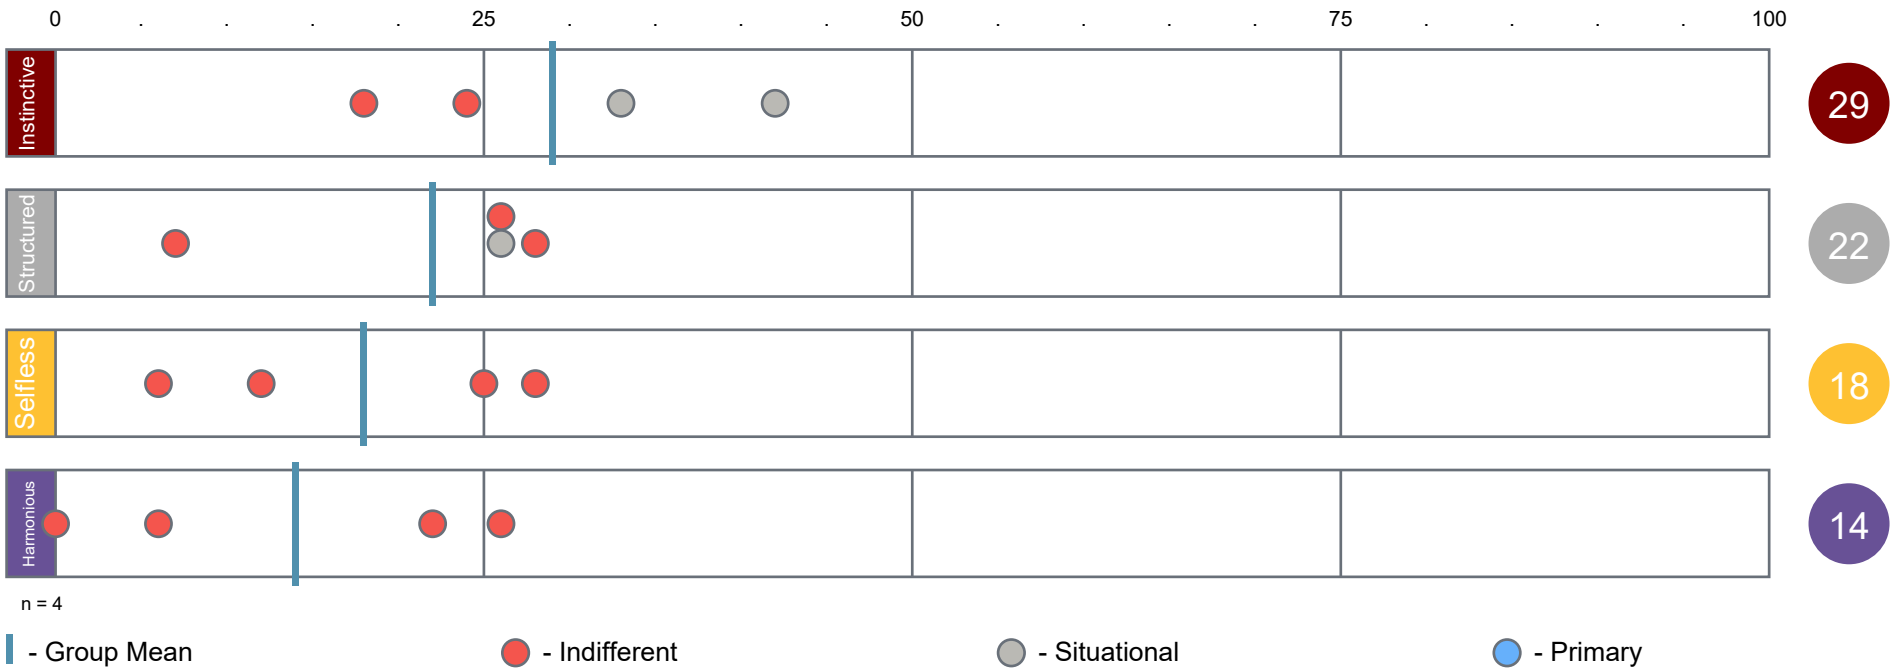 0 . . . . 25 . . . . 50 . . . . 75 . . . . 100
Instinctive
29
Structured
22
Selfless
18
Harmonious
14
n = 4
- Group Mean
- Indifferent
- Situational
- Primary